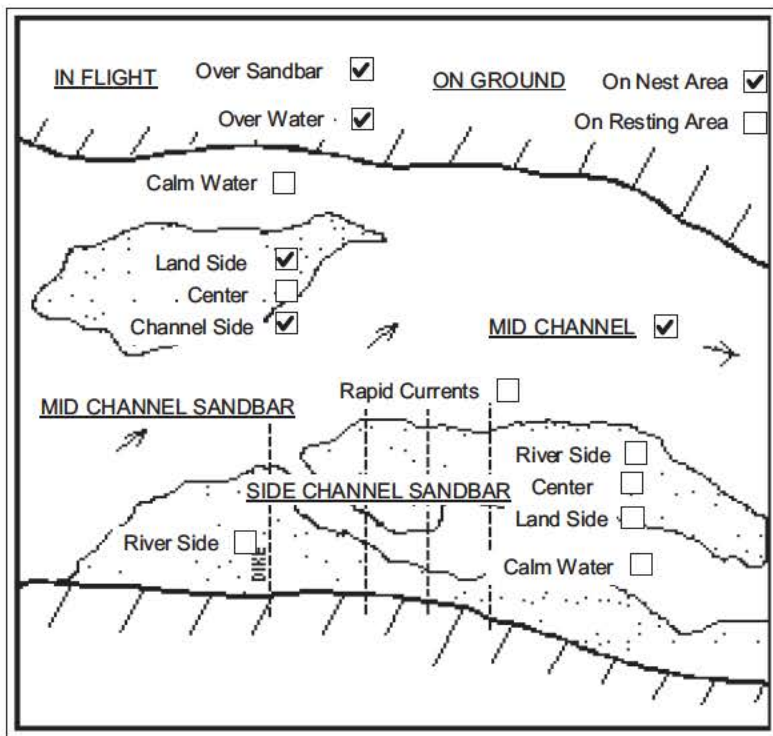 IN FLIGHT Over Sandbar ON GROUND On Nest Area
Over Water On Resting Area
Calm Water
Land Side
Center
Channel Side
MID CHANNEL
Rapid Currents
MID CHANNEL SANDBAR
River Side
SIDE CHANNEL SANDBAR Center
Land Side
River Side
DIKE
Calm Water